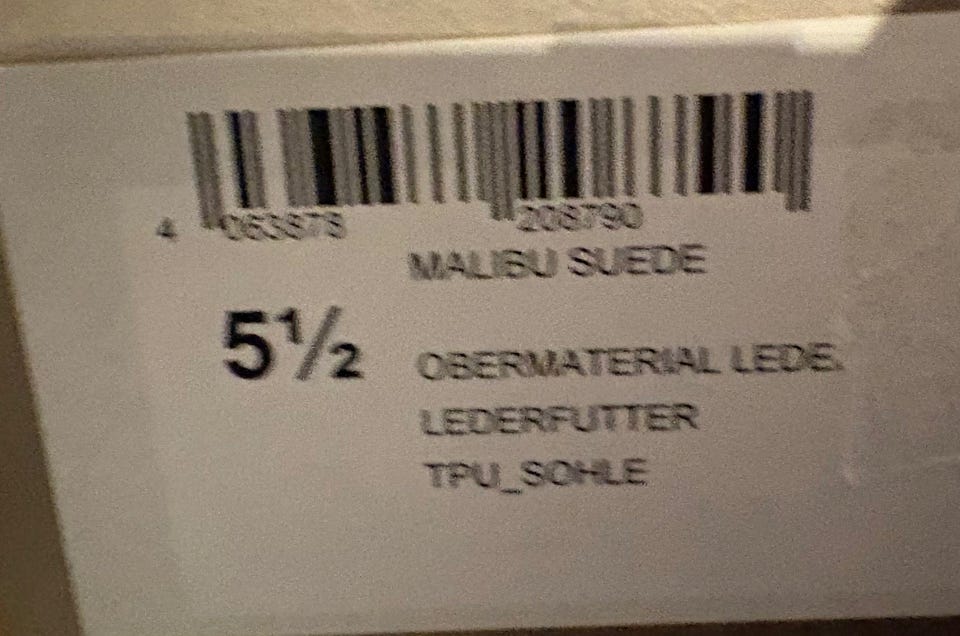 4 063878 208790
MALIBU SUEDE
5½
OBERMATERIAL LEDE.
LEDERFUTTER
TPU_SOHLE